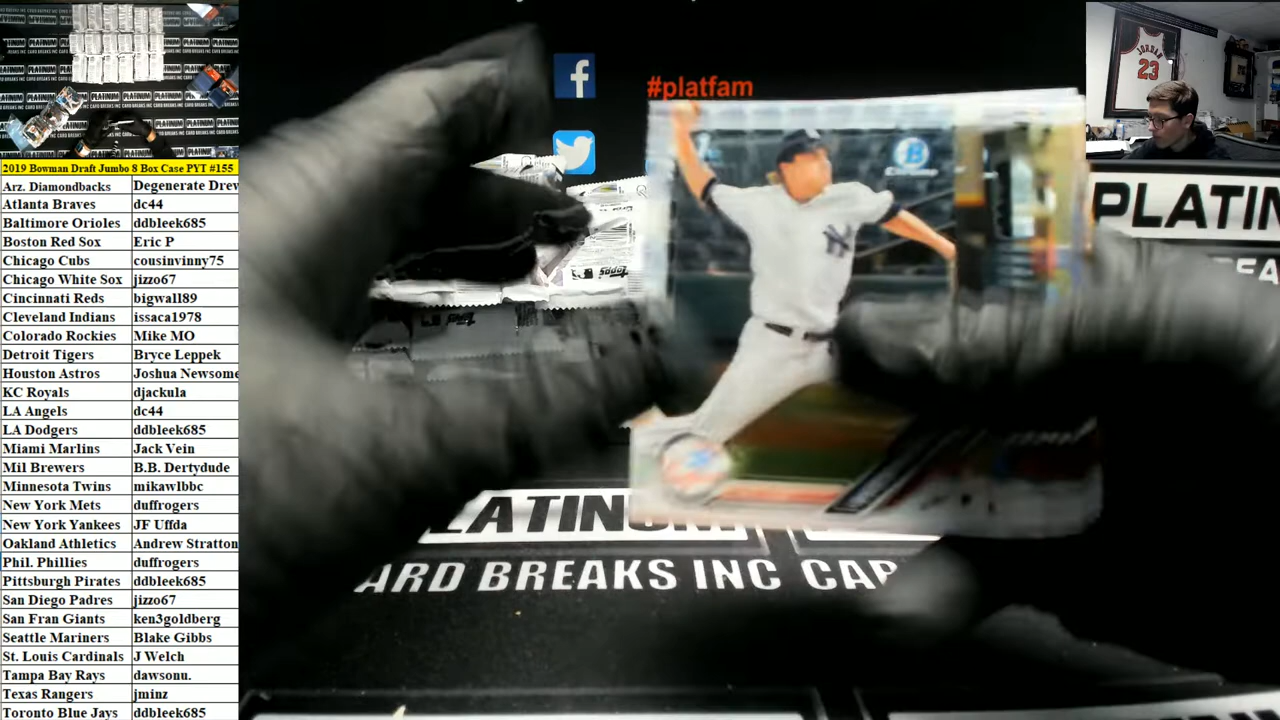 #platfam
2019 Bowman Draft Jumbo 8 Box Case PYT #155
Arz. Diamondbacks Degenerate Drew
Atlanta Braves dc44
Baltimore Orioles ddbleek685
Boston Red Sox Eric P
Chicago Cubs cousinvinny75
Chicago White Sox jizzo67
Cincinnati Reds bigwall89
Cleveland Indians issaca1978
Colorado Rockies Mike MO
Detroit Tigers Bryce Leppek
Houston Astros Joshua Newsome
KC Royals djackula
LA Angels dc44
LA Dodgers ddbleek685
Miami Marlins Jack Vein
Mil Brewers B.B. Dertydude
Minnesota Twins mikawlbbc
New York Mets duffrogers
New York Yankees JF Uffda
Oakland Athletics Andrew Stratton
Phil. Phillies duffrogers
Pittsburgh Pirates ddbleek685
San Diego Padres jizzo67
San Fran Giants ken3goldberg
Seattle Mariners Blake Gibbs
St. Louis Cardinals J Welch
Tampa Bay Rays dawsonu.
Texas Rangers jminz
Toronto Blue Jays ddbleek685
JORDAN
23
PLATIN
EA
LATINUM
ARD BREAKS INC CAR